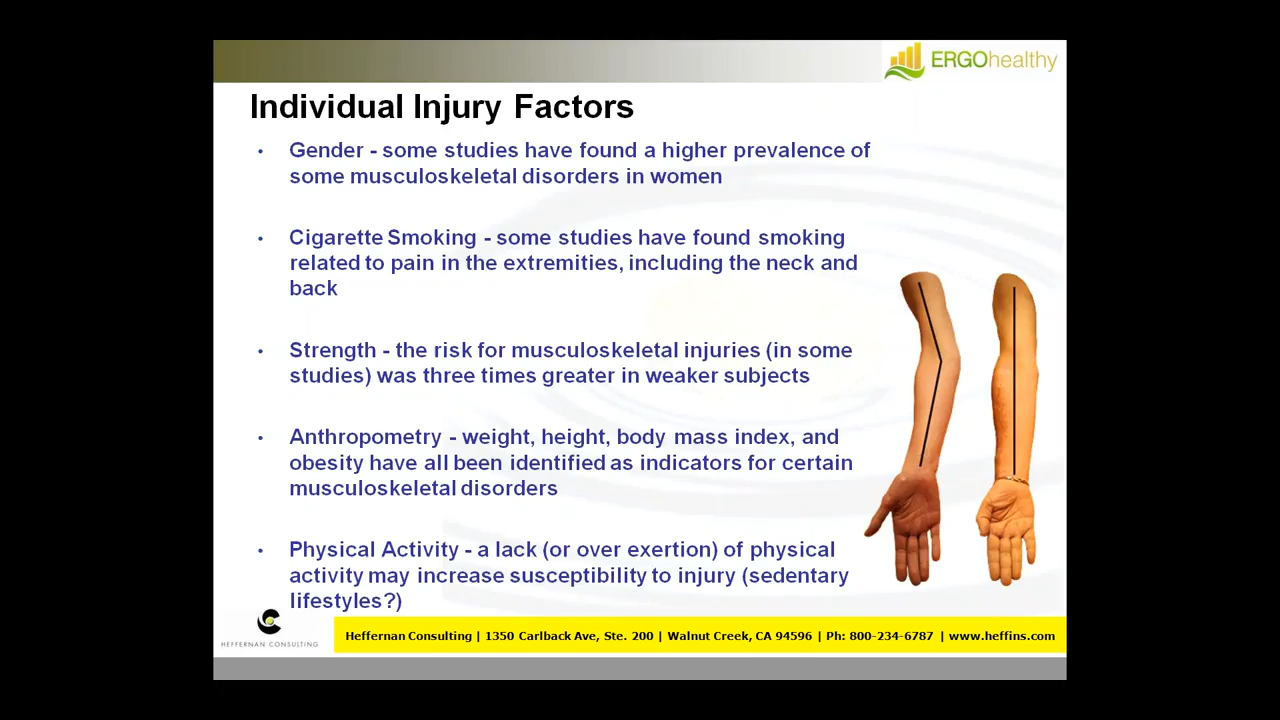 ERGOhealthy
Individual Injury Factors
• Gender - some studies have found a higher prevalence of
some musculoskeletal disorders in women
• Cigarette Smoking - some studies have found smoking
related to pain in the extremities, including the neck and
back
• Strength - the risk for musculoskeletal injuries (in some
studies) was three times greater in weaker subjects
• Anthropometry - weight, height, body mass index, and
obesity have all been identified as indicators for certain
musculoskeletal disorders
• Physical Activity - a lack (or over exertion) of physical
activity may increase susceptibility to injury (sedentary
lifestyles?)
HEFFERNAN CONSULTING
Heffernan Consulting | 1350 Carlback Ave, Ste. 200 | Walnut Creek, CA 94596 | Ph: 800-234-6787 | www.heffins.com